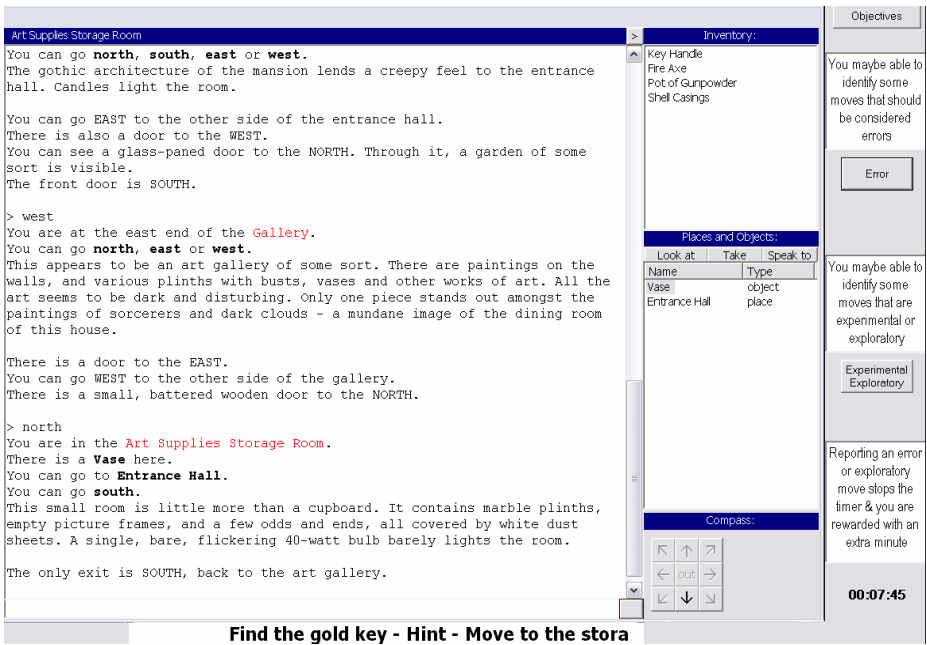 Art Supplies Storage Room
>
You can go north, south, east or west.
The gothic architecture of the mansion lends a creepy feel to the entrance
hall. Candles light the room.
You can go EAST to the other side of the entrance hall.
There is also a door to the WEST.
You can see a glass-paned door to the NORTH. Through it, a garden of some
sort is visible.
The front door is SOUTH.
> west
You are at the east end of the Gallery.
You can go north, east or west.
This appears to be an art gallery of some sort. There are paintings on the
walls, and various plinths with busts, vases and other works of art. All the
art seems to be dark and disturbing. Only one piece stands out amongst the
paintings of sorcerers and dark clouds - a mundane image of the dining room
of this house.
There is a door to the EAST.
You can go WEST to the other side of the gallery.
There is a small, battered wooden door to the NORTH.
> north
You are in the Art Supplies Storage Room.
There is a Vase here.
You can go to Entrance Hall.
You can go south.
This small room is little more than a cupboard. It contains marble plinths,
empty picture frames, and a few odds and ends, all covered by white dust
sheets. A single, bare, flickering 40-watt bulb barely lights the room.
The only exit is SOUTH, back to the art gallery.
Inventory:
Key Handle
Fire Axe
Pot of Gunpowder
Shell Casings
Places and Objects:
Look at Take Speak to
Name Type
Vase object
Entrance Hall place
Compass:
out
Objectives
You maybe able to
identify some
moves that should
be considered
errors
Error
You maybe able to
identify some
moves that are
experimental or
exploratory
Experimental
Exploratory
Reporting an error
or exploratory
move stops the
timer & you are
rewarded with an
extra minute
00:07:45
Find the gold key - Hint - Move to the stora